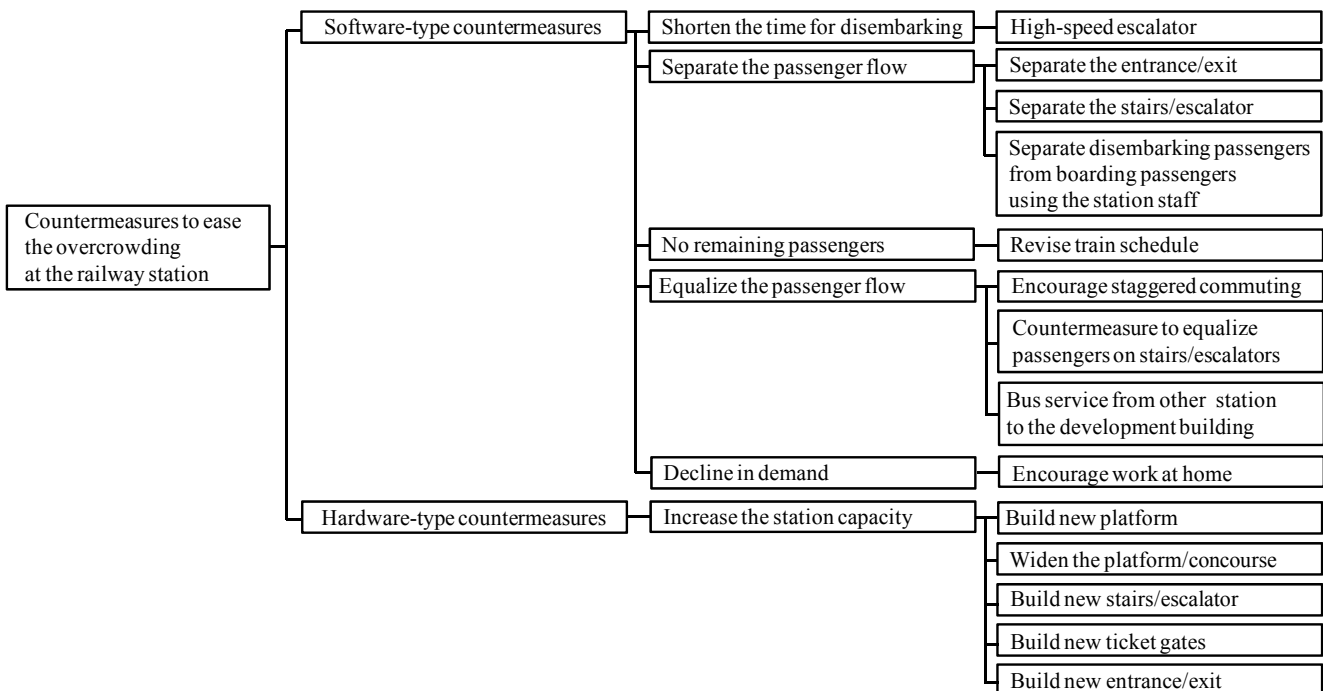 Software-type countermeasures
Shorten the time for disembarking
High-speed escalator
Separate the passenger flow
Separate the entrance/exit
Separate the stairs/escalator
Separate disembarking passengers
from boarding passengers
using the station staff
Countermeasures to ease
the overcrowding
at the railway station
No remaining passengers
Revise train schedule
Equalize the passenger flow
Encourage staggered commuting
Countermeasure to equalize
passengers on stairs/escalators
Bus service from other station
to the development building
Decline in demand
Encourage work at home
Hardware-type countermeasures
Increase the station capacity
Build new platform
Widen the platform/concourse
Build new stairs/escalator
Build new ticket gates
Build new entrance/exit